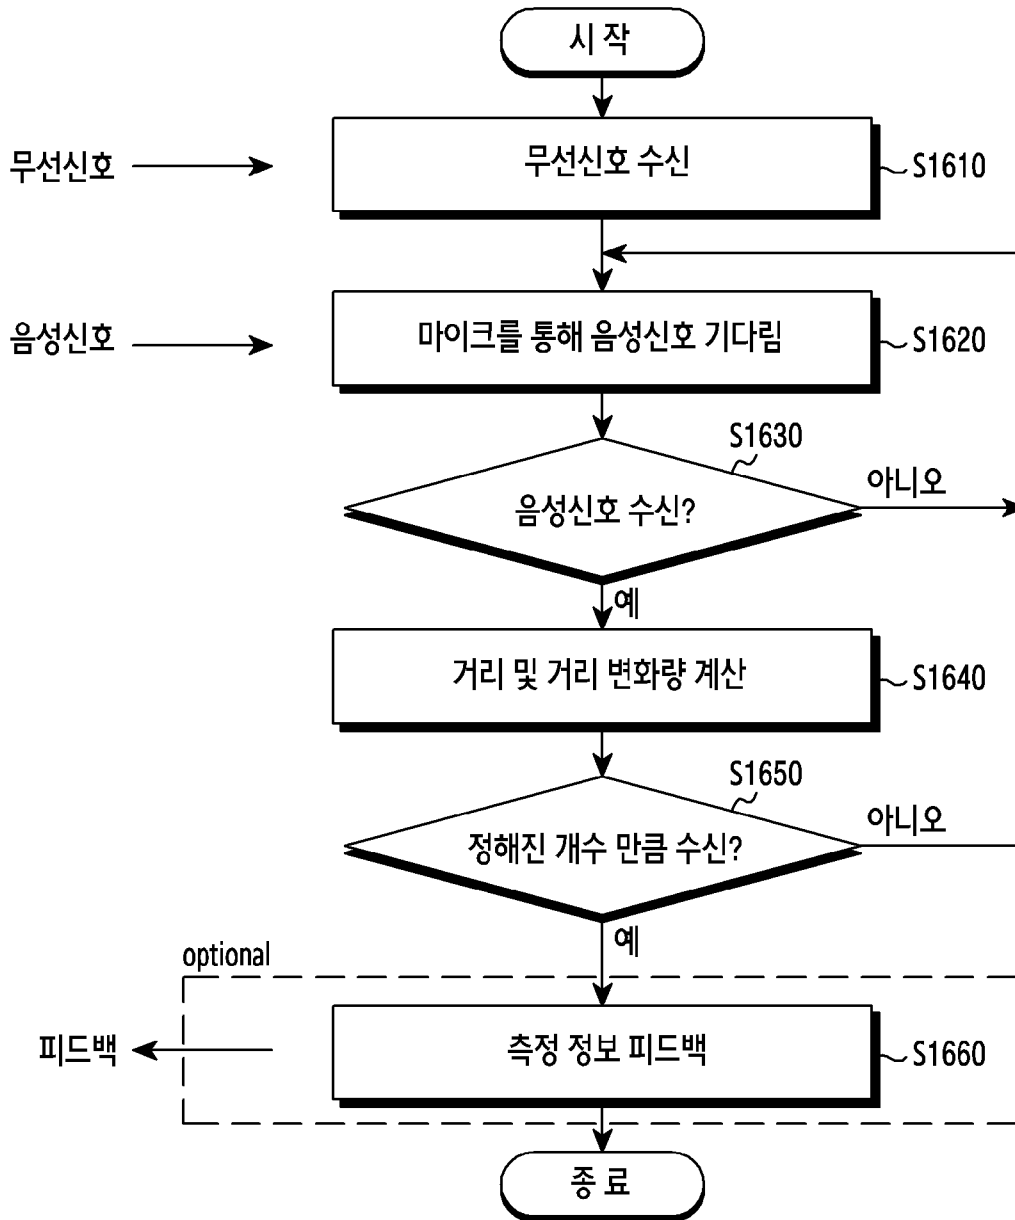 시 작
무선신호
무선신호 수신
S1610
음성신호
마이크를 통해 음성신호 기다림
S1620
S1630
음성신호 수신?
아니오
예
거리 및 거리 변화량 계산
S1640
S1650
정해진 개수 만큼 수신?
아니오
예
optional
피드백
측정 정보 피드백
S1660
종 료